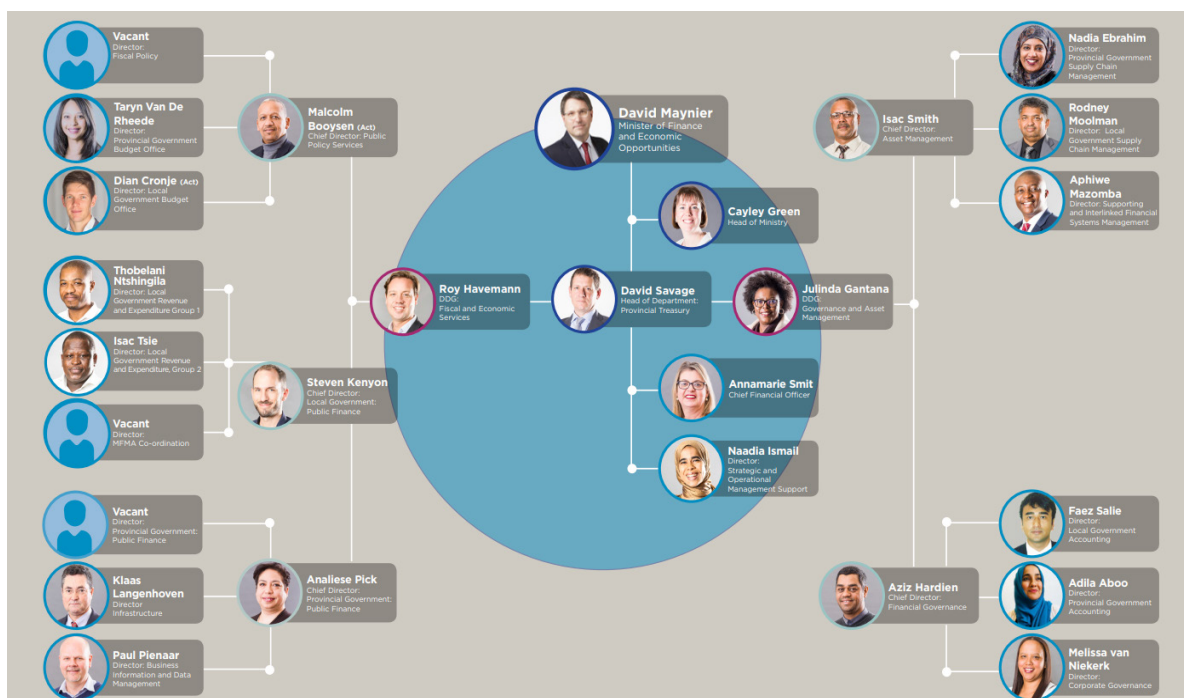 Vacant
Director:
Fiscal Policy
Taryn Van De
Rheede
Director:
Provincial Government
Budget Office
Dian Cronje (Act)
Director: Local
Government Budget
Office
Malcolm
Booysen (Act)
Chief Director: Public
Policy Services
Thobelani
Ntshingila
Director: Local
Government Revenue
and Expenditure Group 1
Isac Tsie
Director: Local
Government Revenue
and Expenditure, Group 2
Vacant
Director:
MFMA Co-ordination
Steven Kenyon
Chief Director:
Local Government:
Public Finance
Vacant
Director:
Provincial Government:
Public Finance
Klaas
Langenhoven
Director
Infrastructure
Paul Pienaar
Director: Business
Information and Data
Management
Analiese Pick
Chief Director:
Provincial Government:
Public Finance
Roy Havemann
DDG:
Fiscal and Economic
Services
David Maynier
Minister of Finance
and Economic
Opportunities
Cayley Green
Head of Ministry
David Savage
Head of Department:
Provincial Treasury
Julinda Gantana
DDG:
Governance and Asset
Management
Annamarie Smit
Chief Financial Officer
Naadia Ismail
Director:
Strategic and
Operational
Management Support
Isac Smith
Chief Director:
Asset Management
Nadia Ebrahim
Director:
Provincial Government
Supply Chain
Management
Rodney
Moolman
Director: Local
Government Supply
Chain Management
Aphiwe
Mazomba
Director: Supporting
and Interlinked Financial
Systems Management
Aziz Hardien
Chief Director:
Financial Governance
Faez Salie
Director:
Local Government
Accounting
Adila Aboo
Director:
Provincial Government
Accounting
Melissa van
Niekerk
Director:
Corporate Governance